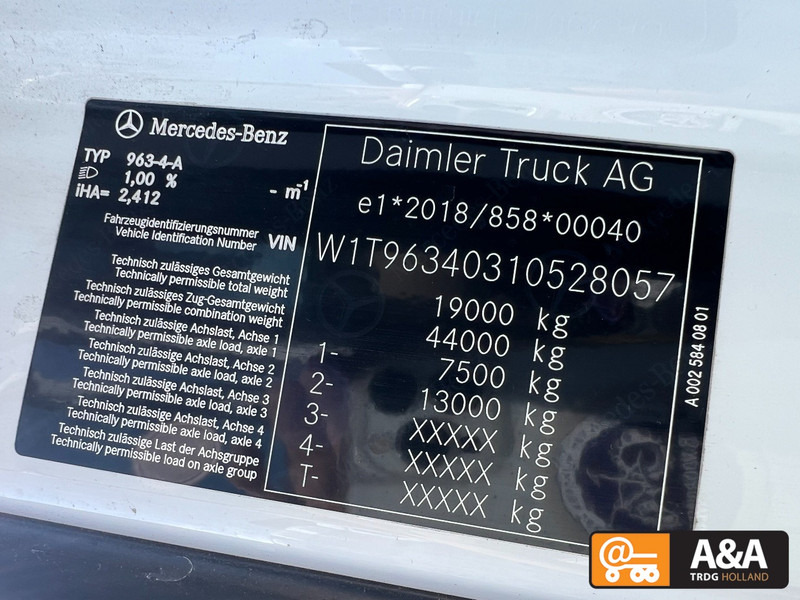 Mercedes-Benz
TYP 963-4-A
1,00 %
iHA= 2,412 - m⁻¹
Fahrzeugidentifizierungsnummer
Vehicle Identification Number VIN
Technisch zulässiges Gesamtgewicht
Technically permissible total weight
Technisch zulässiges Zug-Gesamtgewicht
Technically permissible combination weight
Technisch zulässige Achslast, Achse 1
Technically permissible axle load, axle 1
Technisch zulässige Achslast, Achse 2
Technically permissible axle load, axle 2
Technisch zulässige Achslast, Achse 3
Technically permissible axle load, axle 3
Technisch zulässige Achslast, Achse 4
Technically permissible axle load, axle 4
Technisch zulässige Last der Achsgruppe
Technically permissible load on axle group
Daimler Truck AG
e1*2018/858*00040
W1T96340310528057
19000 kg
44000 kg
1- 7500 kg
2- 13000 kg
3- XXXXX kg
4- XXXXX kg
T- XXXXX kg
A 002 584 08 01
A&A
TRDG HOLLAND